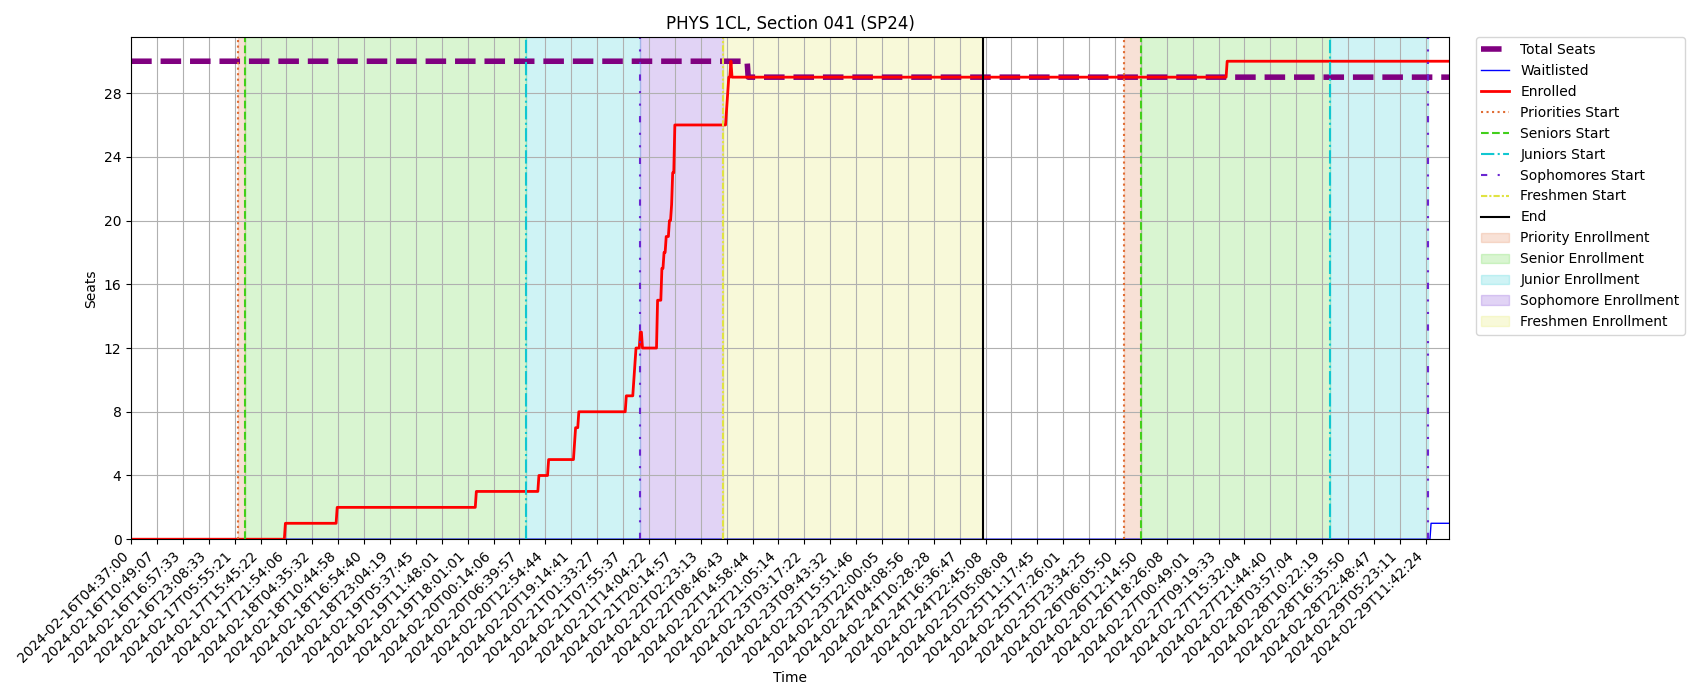 PHYS 1CL, Section 041 (SP24)
Seats
28
24
20
16
12
8
4
0
2024-02-16T04:37:00
2024-02-16T10:49:07
2024-02-16T16:57:33
2024-02-16T23:08:33
2024-02-17T05:55:21
2024-02-17T15:45:22
2024-02-17T21:54:06
2024-02-18T04:35:32
2024-02-18T10:44:58
2024-02-18T16:54:40
2024-02-18T23:04:19
2024-02-19T05:37:45
2024-02-19T11:48:01
2024-02-19T18:01:01
2024-02-20T00:14:06
2024-02-20T06:39:57
2024-02-20T12:54:44
2024-02-20T19:14:41
2024-02-21T01:33:27
2024-02-21T07:55:37
2024-02-21T14:04:22
2024-02-21T20:14:57
2024-02-22T02:23:13
2024-02-22T08:46:43
2024-02-22T14:58:44
2024-02-22T21:05:14
2024-02-23T03:17:22
2024-02-23T09:43:32
2024-02-23T15:51:46
2024-02-23T22:00:05
2024-02-24T04:08:56
2024-02-24T10:28:28
2024-02-24T16:36:47
2024-02-24T22:45:08
2024-02-25T05:08:08
2024-02-25T11:17:45
2024-02-25T17:26:01
2024-02-25T23:34:25
2024-02-26T06:05:50
2024-02-26T12:14:50
2024-02-26T18:26:08
2024-02-27T00:49:01
2024-02-27T09:19:33
2024-02-27T15:32:04
2024-02-27T21:44:40
2024-02-28T03:57:04
2024-02-28T10:22:19
2024-02-28T16:35:50
2024-02-28T22:48:47
2024-02-29T05:23:11
2024-02-29T11:42:24
Time
Total Seats
Waitlisted
Enrolled
Priorities Start
Seniors Start
Juniors Start
Sophomores Start
Freshmen Start
End
Priority Enrollment
Senior Enrollment
Junior Enrollment
Sophomore Enrollment
Freshmen Enrollment